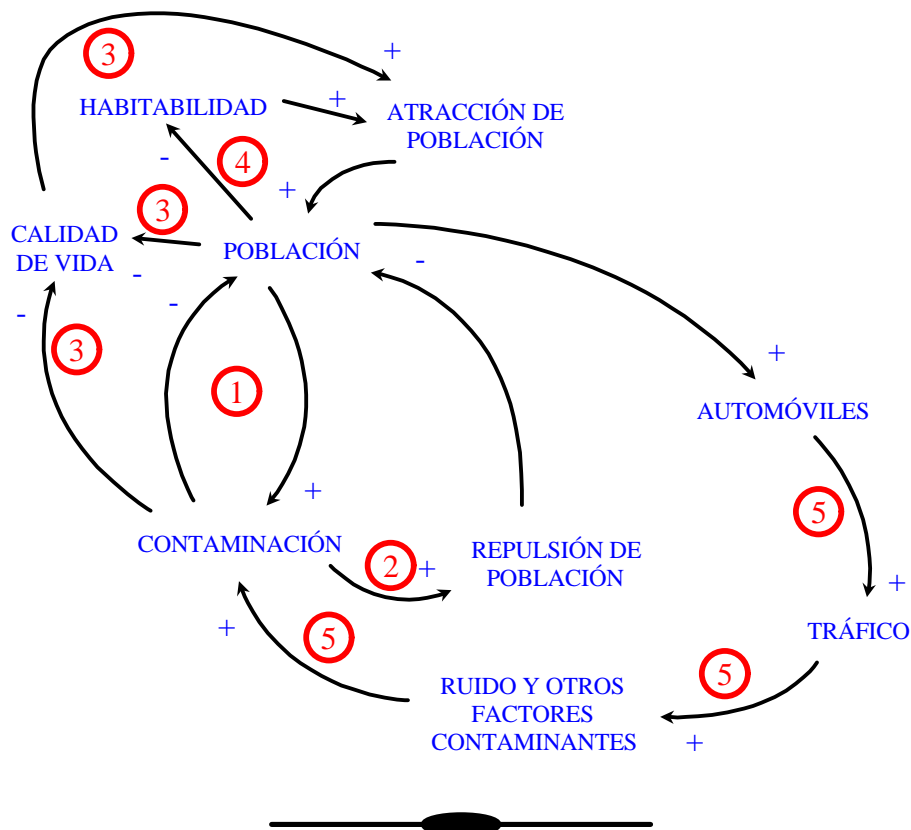 3
+
HABITABILIDAD
+
ATRACCIÓN DE
POBLACIÓN
-
4
+
3
CALIDAD
DE VIDA
POBLACIÓN
-
-
-
-
3
1
+
AUTOMÓVILES
+
5
CONTAMINACIÓN
2
+
REPULSIÓN DE
POBLACIÓN
+
+
5
TRÁFICO
5
RUIDO Y OTROS
FACTORES
CONTAMINANTES
+